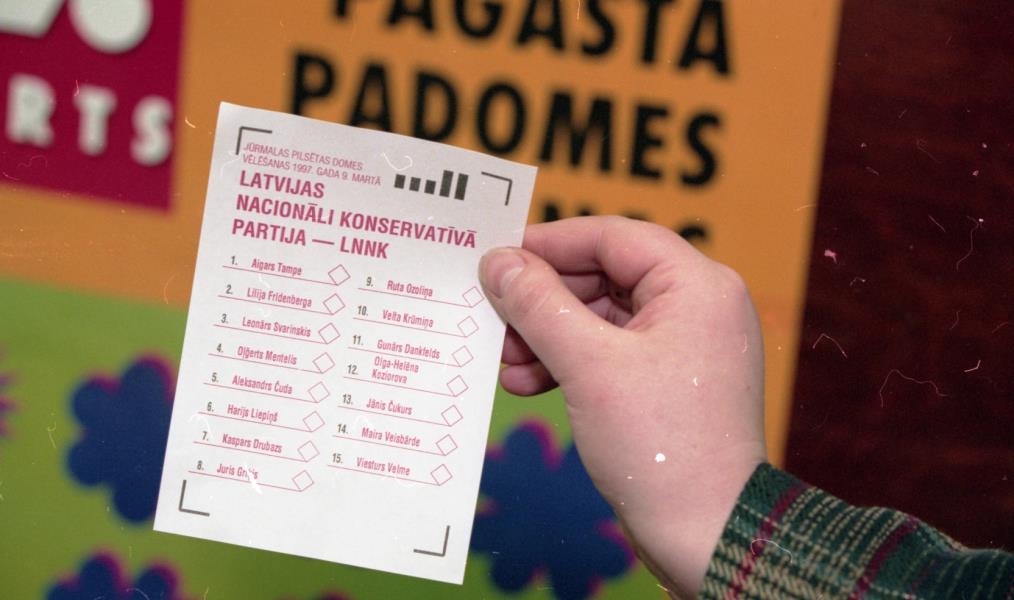 RTS
PAGASTA
PADOMES
JŪRMALAS PILSĒTAS DOMES
VĒLĒŠANAS 1997. GADA 9. MARTĀ
LATVIJAS
NACIONĀLI KONSERVATĪVĀ
PARTIJA — LNNK
1. Aigars Tampe
2. Lilija Fridenberga
3. Leonārs Svarinskis
4. Oļģerts Mentelis
5. Aleksandrs Čuda
6. Harijs Liepiņš
7. Kaspars Drubazs
8. Juris
9. Ruta Ozoliņa
10. Velta Krūmiņa
11. Gunārs Dankfelds
12. Olga-Helēna
Koziorova
13. Jānis Čukurs
14. Maira Veisbārde
15. Viesturs Velme